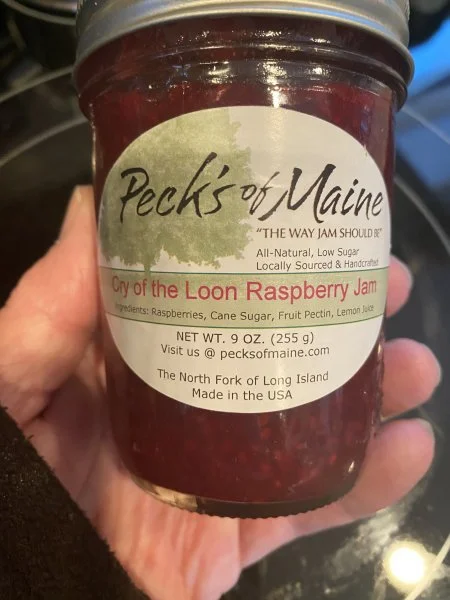 Peck's of Maine
"THE WAY JAM SHOULD BE"
All-Natural, Low Sugar
Locally Sourced & Handcrafted
Cry of the Loon Raspberry Jam
Ingredients: Raspberries, Cane Sugar, Fruit Pectin, Lemon Juice
NET WT. 9 OZ. (255 g)
Visit us @ pecksofmaine.com
The North Fork of Long Island
Made in the USA